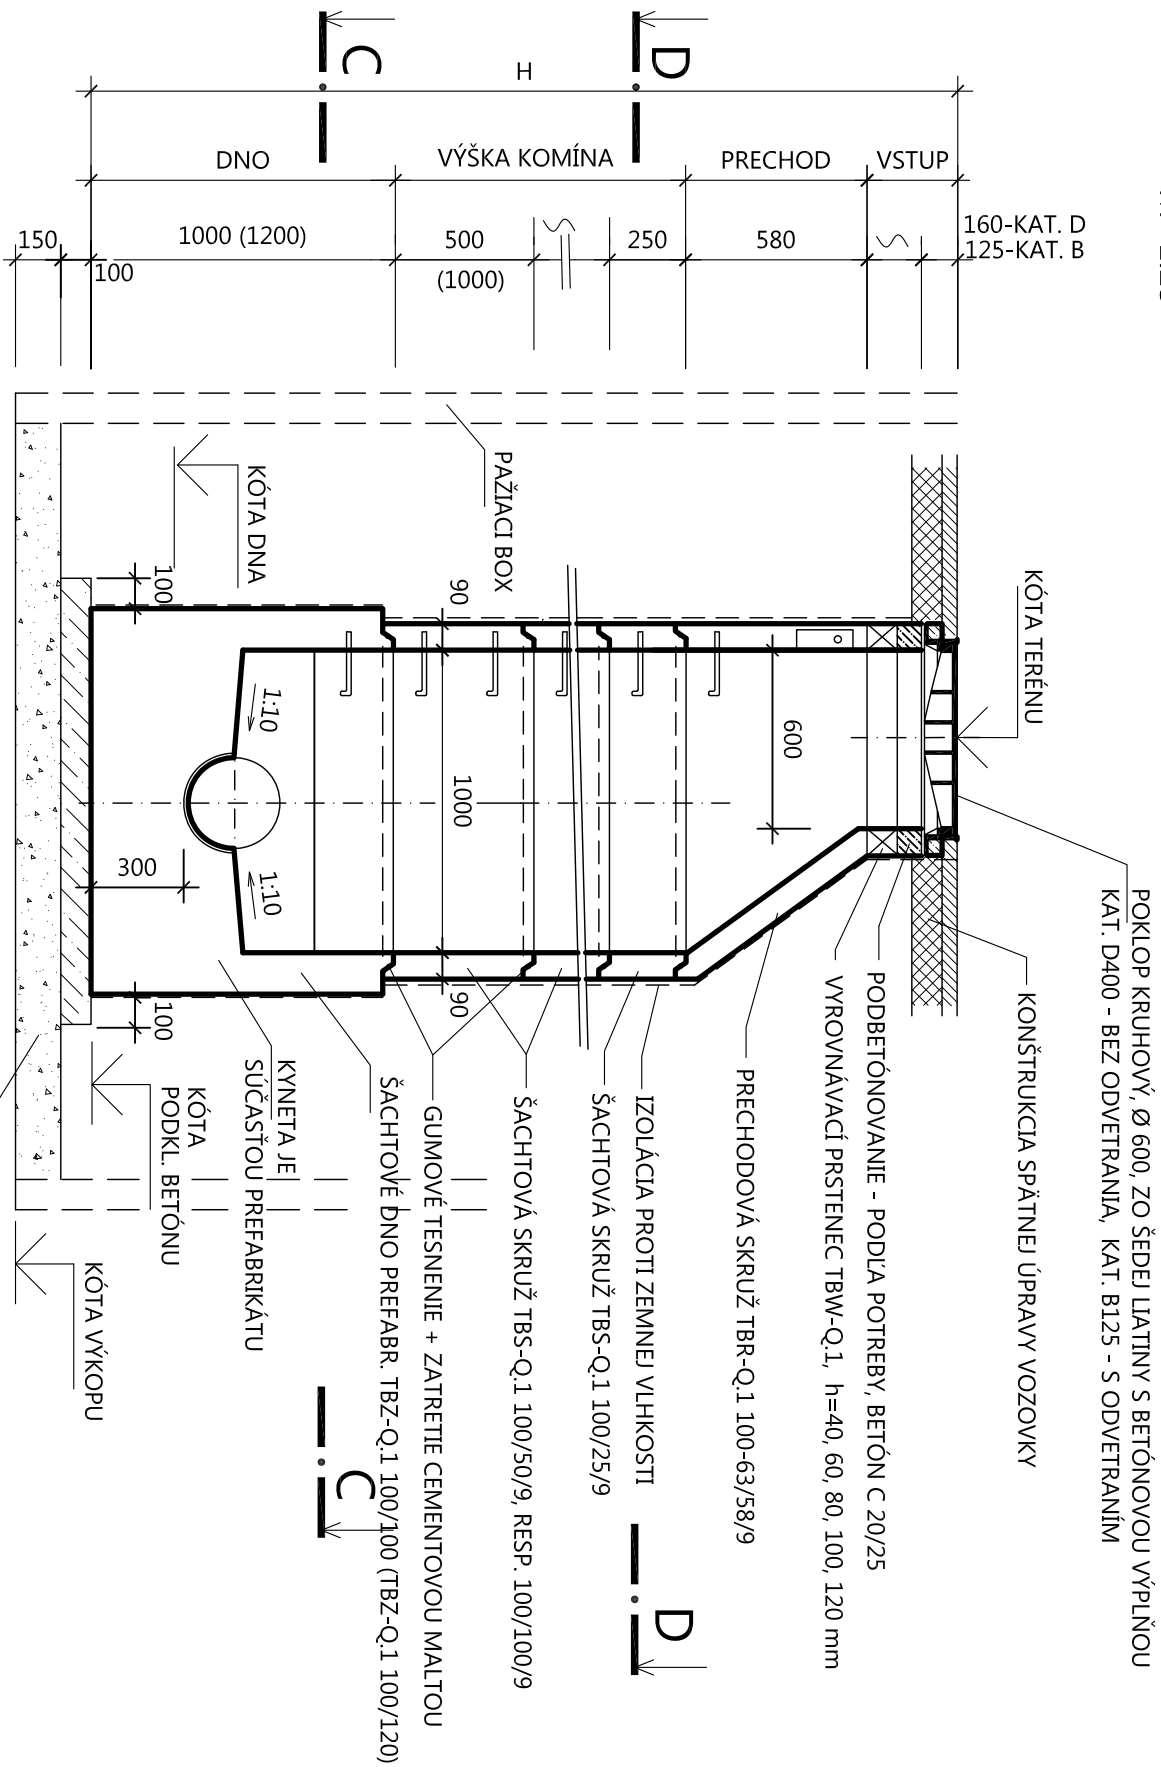 C
D
H
DNO
VÝŠKA KOMÍNA
PRECHOD
VSTUP
150
100
1000 (1200)
500
(1000)
250
580
160-KAT. D
125-KAT. B
KÓTA TERÉNU
PAŽIACI BOX
KÓTA DNA
100
90
600
1000
1:10
1:10
300
90
100
POKLOP KRUHOVÝ, Ø 600, ZO ŠEDEJ LIATINY S BETÓNOVOU VÝPLŇOU
KAT. D400 - BEZ ODVETRANIA, KAT. B125 - S ODVETRANÍM
KONŠTRUKCIA SPÄTNEJ ÚPRAVY VOZOVKY
PODBETÓNOVANIE - PODĽA POTREBY, BETÓN C 20/25
VYROVNÁVACÍ PRSTENEC TBW-Q.1, h=40, 60, 80, 100, 120 mm
PRECHODOVÁ SKRUŽ TBR-Q.1 100-63/58/9
IZOLÁCIA PROTI ZEMNEJ VLHKOSTI
ŠACHTOVÁ SKRUŽ TBS-Q.1 100/25/9
ŠACHTOVÁ SKRUŽ TBS-Q.1 100/50/9, RESP. 100/100/9
GUMOVÉ TESNENIE + ZATRETIE CEMENTOVOU MALTOU
ŠACHTOVÉ DNO PREFABR. TBZ-Q.1 100/100 (TBZ-Q.1 100/120)
KYNETA JE
SÚČASŤOU PREFABRIKÁTU
KÓTA
PODKL. BETÓNU
KÓTA VÝKOPU
C
D